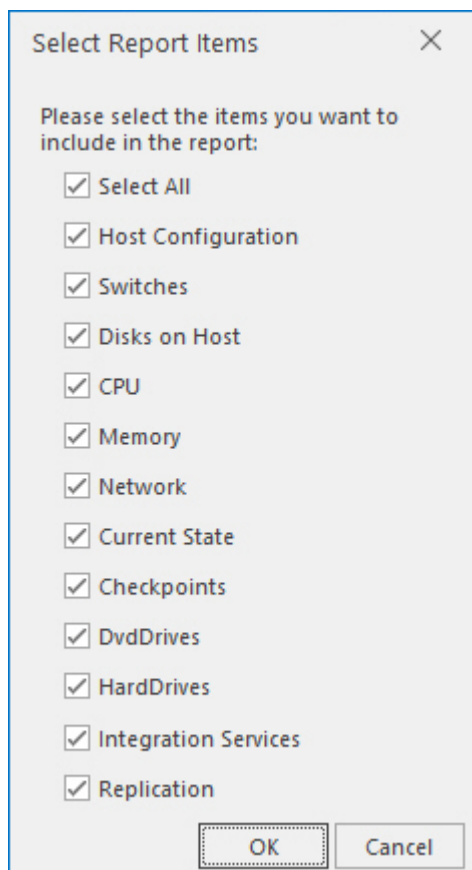 Select Report Items
Please select the items you want to
include in the report:
Select All
Host Configuration
Switches
Disks on Host
CPU
Memory
Network
Current State
Checkpoints
DvdDrives
HardDrives
Integration Services
Replication
OK Cancel